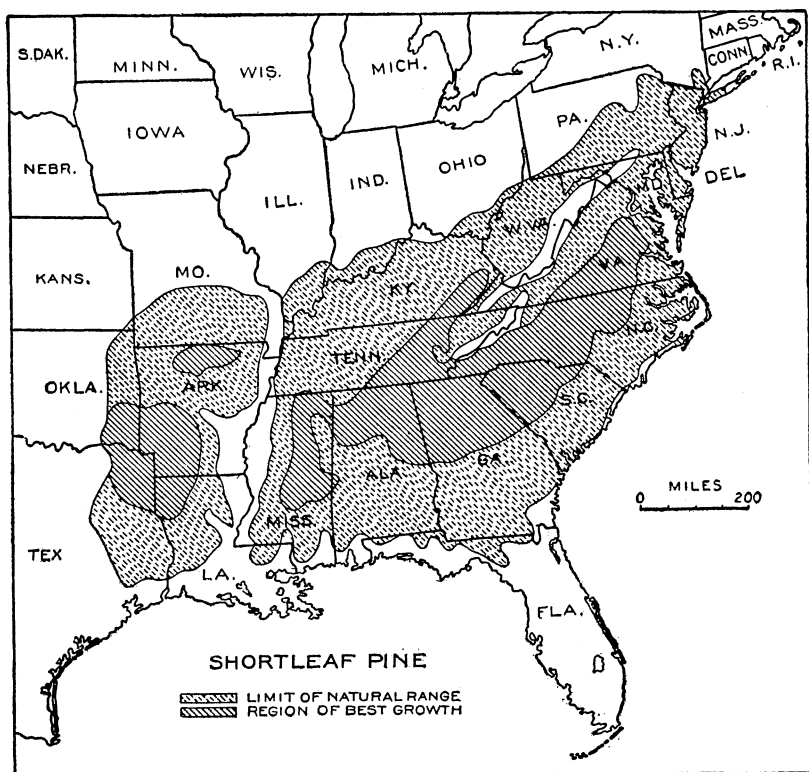 MASS.
N.Y.
CONN
R.I.
S.DAK.
MINN.
WIS.
MICH.
IOWA
PA.
N.J.
NEBR.
ILL.
IND.
OHIO
MD.
DEL
W.VA.
KANS.
MO.
KY.
VA.
TENN.
N.C.
OKLA.
ARK.
S.C.
MISS.
ALA
GA.
MILES
0 200
TEX
LA.
FLA.
SHORTLEAF PINE
LIMIT OF NATURAL RANGE
REGION OF BEST GROWTH